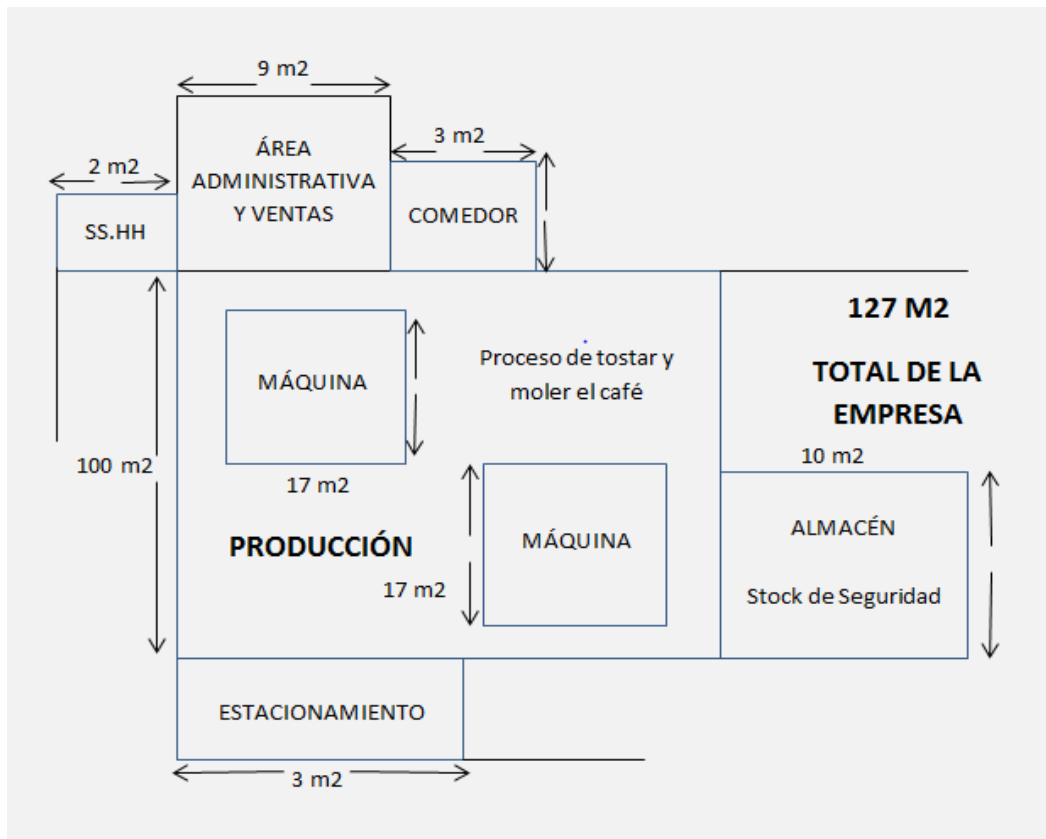 9 m2
ÁREA
ADMINISTRATIVA
Y VENTAS
3 m2
2 m2
COMEDOR
SS.HH
127 M2
Proceso de tostar y
moler el café
MÁQUINA
TOTAL DE LA
EMPRESA
100 m2
17 m2
10 m2
PRODUCCIÓN
MÁQUINA
ALMACÉN
17 m2
Stock de Seguridad
ESTACIONAMIENTO
3 m2